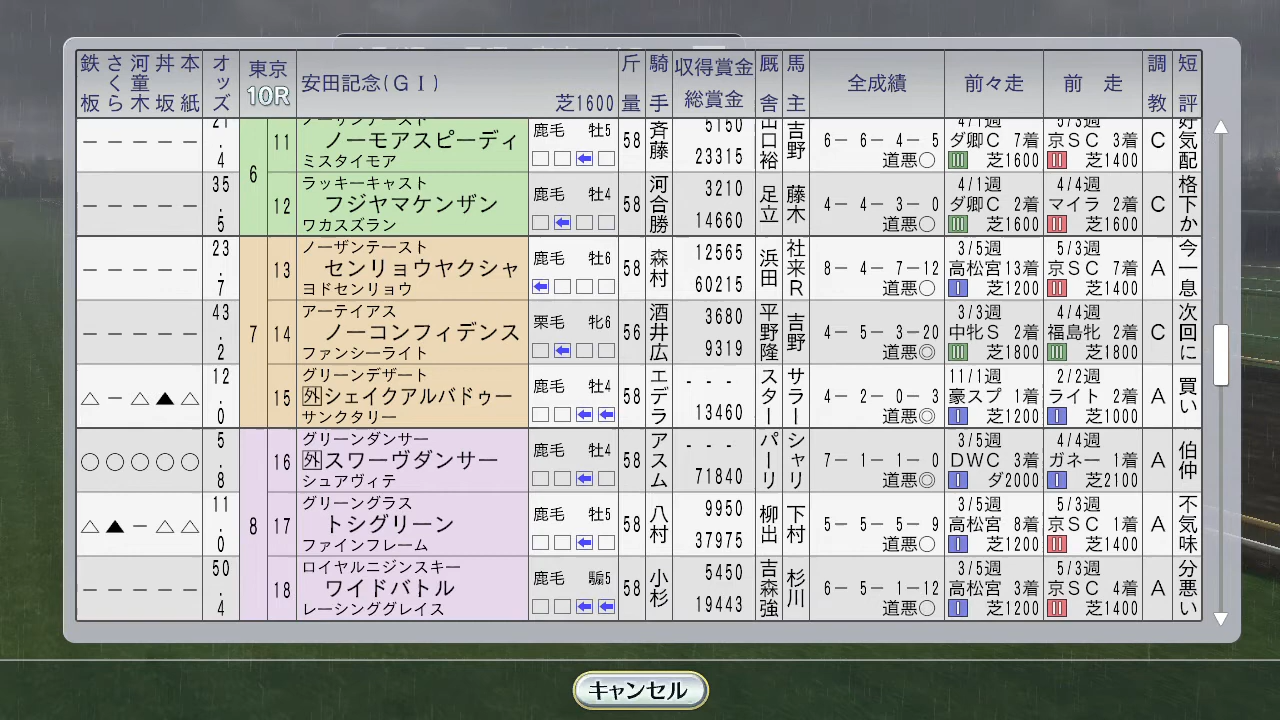 鉄板 さくら 河童木 丼坂 本紙 オッズ 東京 10R 安田記念(GⅠ) 芝1600 斤量 騎手 収得賞金 総賞金 厩舎 馬主 全成績 前々走 前 走 調教 短評
－ － － － － 21.4 6 11 ノーザンテースト 鹿毛 牡5 58 斉藤 5150 山口裕 吉野 6－ 6－ 4－ 5 4/1週 5/3週 C 好気配
ノーモアスピーディ ダ卿C 7着 京SC 3着
ミスタイモア 23315 道悪○ Ⅲ 芝1600 Ⅱ 芝1400
－ － － － － 35.5 12 ラッキーキャスト 鹿毛 牡4 58 河合勝 3210 足立 藤木 4－ 4－ 3－ 0 4/1週 4/4週 C 格下か
フジヤマケンザン ダ卿C 2着 マイラ 2着
ワカスズラン 14660 道悪○ Ⅲ 芝1600 Ⅱ 芝1600
－ － － － － 23.7 7 13 ノーザンテースト 鹿毛 牡6 58 森村 12565 浜田 社来R 8－ 4－ 7－12 3/5週 5/3週 A 今一息
センリョウヤクシャ 高松宮13着 京SC 7着
ヨドセンリョウ 60215 道悪○ Ⅰ 芝1200 Ⅱ 芝1400
－ － － － － 43.2 14 アーテイアス 栗毛 牝6 56 酒井広 3680 平野隆 吉野 4－ 5－ 3－20 3/3週 4/4週 C 次回に
ノーコンフィデンス 中牝S 2着 福島牝 2着
ファンシーライト 9319 道悪◎ Ⅲ 芝1800 Ⅲ 芝1800
△ － △ ▲ △ 12.0 15 グリーンデザート 鹿毛 牡4 58 エデラ - - - スター サラー 4－ 2－ 0－ 3 11/1週 2/2週 A 買い
外シェイクアルバドゥー 豪スプ 1着 ライト 2着
サンクタリー 13460 道悪◎ Ⅰ 芝1200 Ⅰ 芝1000
○ ○ ○ ○ ○ 5.8 8 16 グリーンダンサー 鹿毛 牡4 58 アスム - - - パーリ シャリ 7－ 1－ 1－ 0 3/5週 4/4週 A 伯仲
外スワーヴダンサー DWC 3着 ガネー 1着
シュアヴィテ 71840 道悪◎ Ⅰ ダ2000 Ⅰ 芝2100
△ ▲ － △ △ 11.0 17 グリーングラス 鹿毛 牡5 58 八村 9950 柳出 下村 5－ 5－ 5－ 9 3/5週 5/3週 A 不気味
トシグリーン 高松宮 8着 京SC 1着
ファインフレーム 37975 道悪○ Ⅰ 芝1200 Ⅱ 芝1400
－ － － － － 50.4 18 ロイヤルニジンスキー 鹿毛 騸5 58 小杉 5450 吉森強 杉川 6－ 5－ 1－12 3/5週 5/3週 A 分悪い
ワイドバトル 高松宮 3着 京SC 4着
レーシンググレイス 19443 道悪○ Ⅰ 芝1200 Ⅱ 芝1400
キャンセル